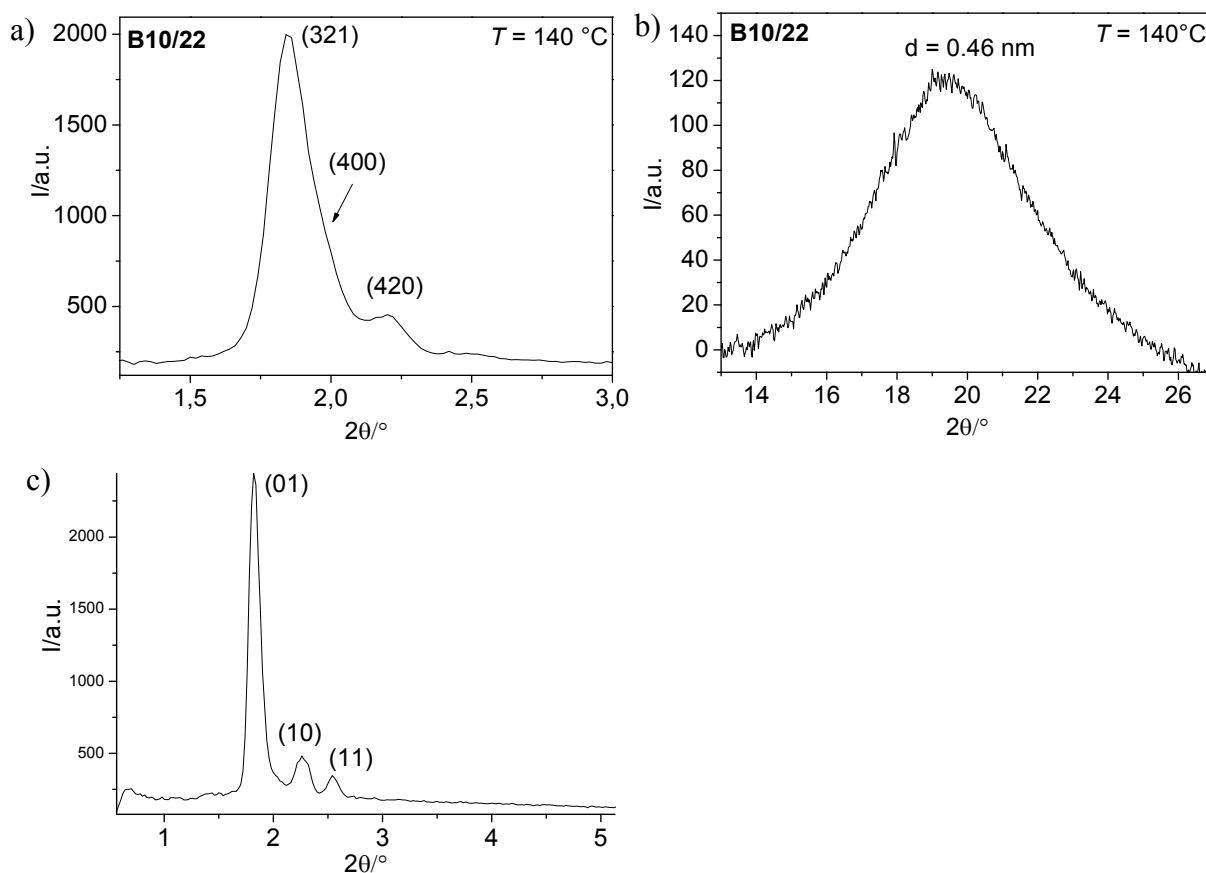 a)
B10/22
(321)
T = 140 °C
(400)
(420)
I/a.u.
2000
1500
1000
500
1,5
2,0
2,5
3,0
2θ/°
b)
B10/22
T = 140°C
d = 0.46 nm
I/a.u.
140
120
100
80
60
40
20
0
14
16
18
20
22
24
26
2θ/°
c)
(01)
(10)
(11)
I/a.u.
2000
1500
1000
500
1
2
3
4
5
2θ/°